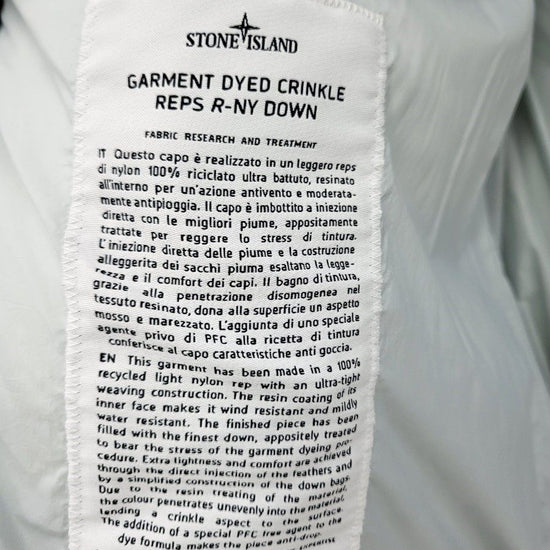 STONE ISLAND
GARMENT DYED CRINKLE
REPS R-NY DOWN
FABRIC RESEARCH AND TREATMENT
IT Questo capo è realizzato in un leggero reps
di nylon 100% riciclato ultra battuto, resinato
all'interno per un'azione antivento e moderata-
mente antipioggia. Il capo è imbottito a iniezione
diretta con le migliori piume, appositamente
trattate per reggere lo stress di tintura.
L'iniezione diretta delle piume e la costruzione
alleggerita dei sacchi piuma esaltano la legge-
rezza e il comfort dei capi. Il bagno di tintura,
grazie alla penetrazione disomogenea nel
tessuto resinato, dona alla superficie un aspetto
mosso e marezzato. L'aggiunta di uno speciale
agente privo di PFC alla ricetta di tintura
conferisce al capo caratteristiche anti goccia.
EN This garment has been made in a 100%
recycled light nylon rep with an ultra-tight
weaving construction. The resin coating of its
inner face makes it wind resistant and mildly
water resistant. The finished piece has been
filled with the finest down, appositely treated
to bear the stress of the garment dyeing pro-
cedure. Extra lightness and comfort are achieved
through the direct injection of the feathers and
by a simplified construction of the down bags.
Due to the resin treating of the material,
the colour penetrates unevenly into the material,
lending a crinkle aspect to the surface.
The addition of a special PFC free agent to the
dye formula makes the piece anti-drop.
EXPERTISE